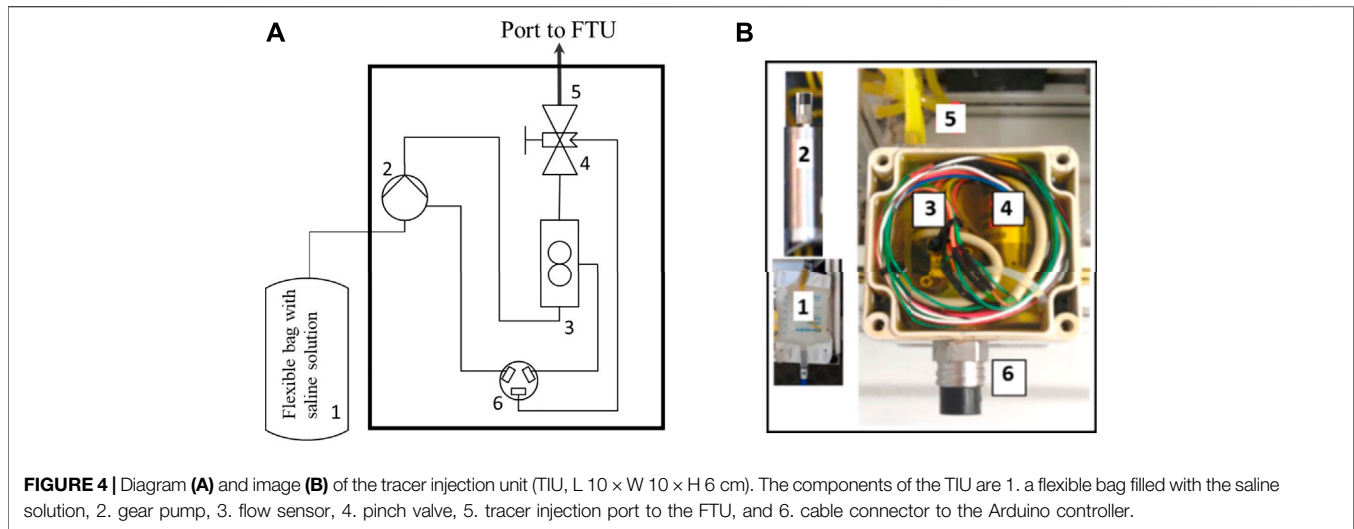 A
B
Port to FTU
5
2
4
3
6
Flexible bag with
saline solution
1
2
5
3
4
1
6
FIGURE 4 | Diagram (A) and image (B) of the tracer injection unit (TIU, L 10 × W 10 × H 6 cm). The components of the TIU are 1. a flexible bag filled with the saline
solution, 2. gear pump, 3. flow sensor, 4. pinch valve, 5. tracer injection port to the FTU, and 6. cable connector to the Arduino controller.